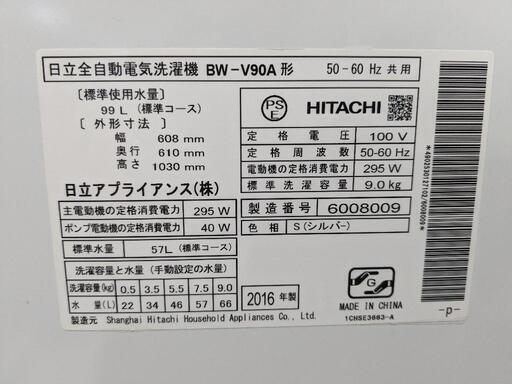 日立全自動電気洗濯機 BW-V90A 形 50-60 Hz 共用
〔標準使用水量〕
99 L (標準コース)
〔外形寸法〕
幅 608 mm
奥行 610 mm
高さ 1030 mm
日立アプライアンス(株)
PSE HITACHI
定格電圧 100 V
定格周波数 50-60 Hz
電動機の定格消費電力 295 W
標準洗濯容量 9.0 kg
主電動機の定格消費電力 295 W
ポンプ電動機の定格消費電力 40 W
標準水量 57L (標準コース)
製造番号 6008009
色相 S(シルバー)
洗濯容量と水量 (手動設定の水量)
洗濯容量(kg) 0.5 3.5 5.5 7.5 9.0
水量(L) 22 34 46 57 66
2016 年製
G
MADE IN CHINA
1CNSE3883-A
製造元 Shanghai Hitachi Household Appliances Co., Ltd.
*4902530127102/6008009*
-p-